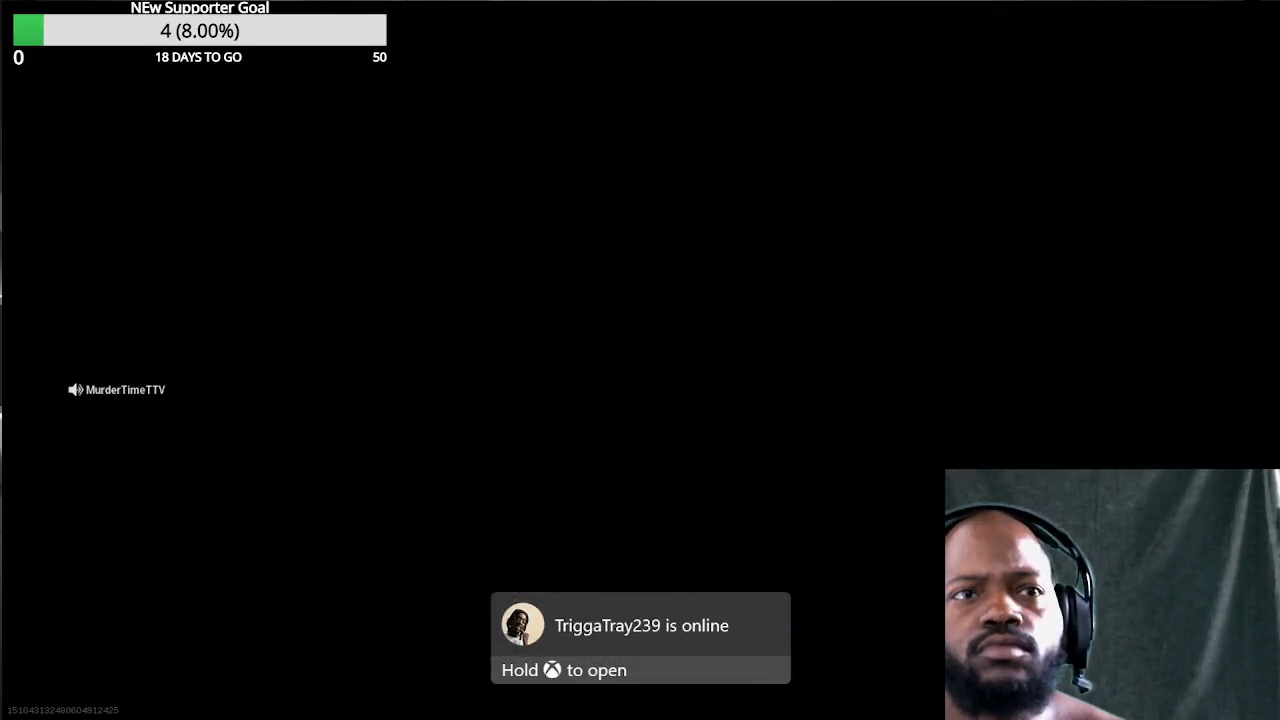 NEw Supporter Goal
4 (8.00%)
0 18 DAYS TO GO 50
MurderTimeTTV
TriggaTray239 is online
Hold to open
151043132480604812425